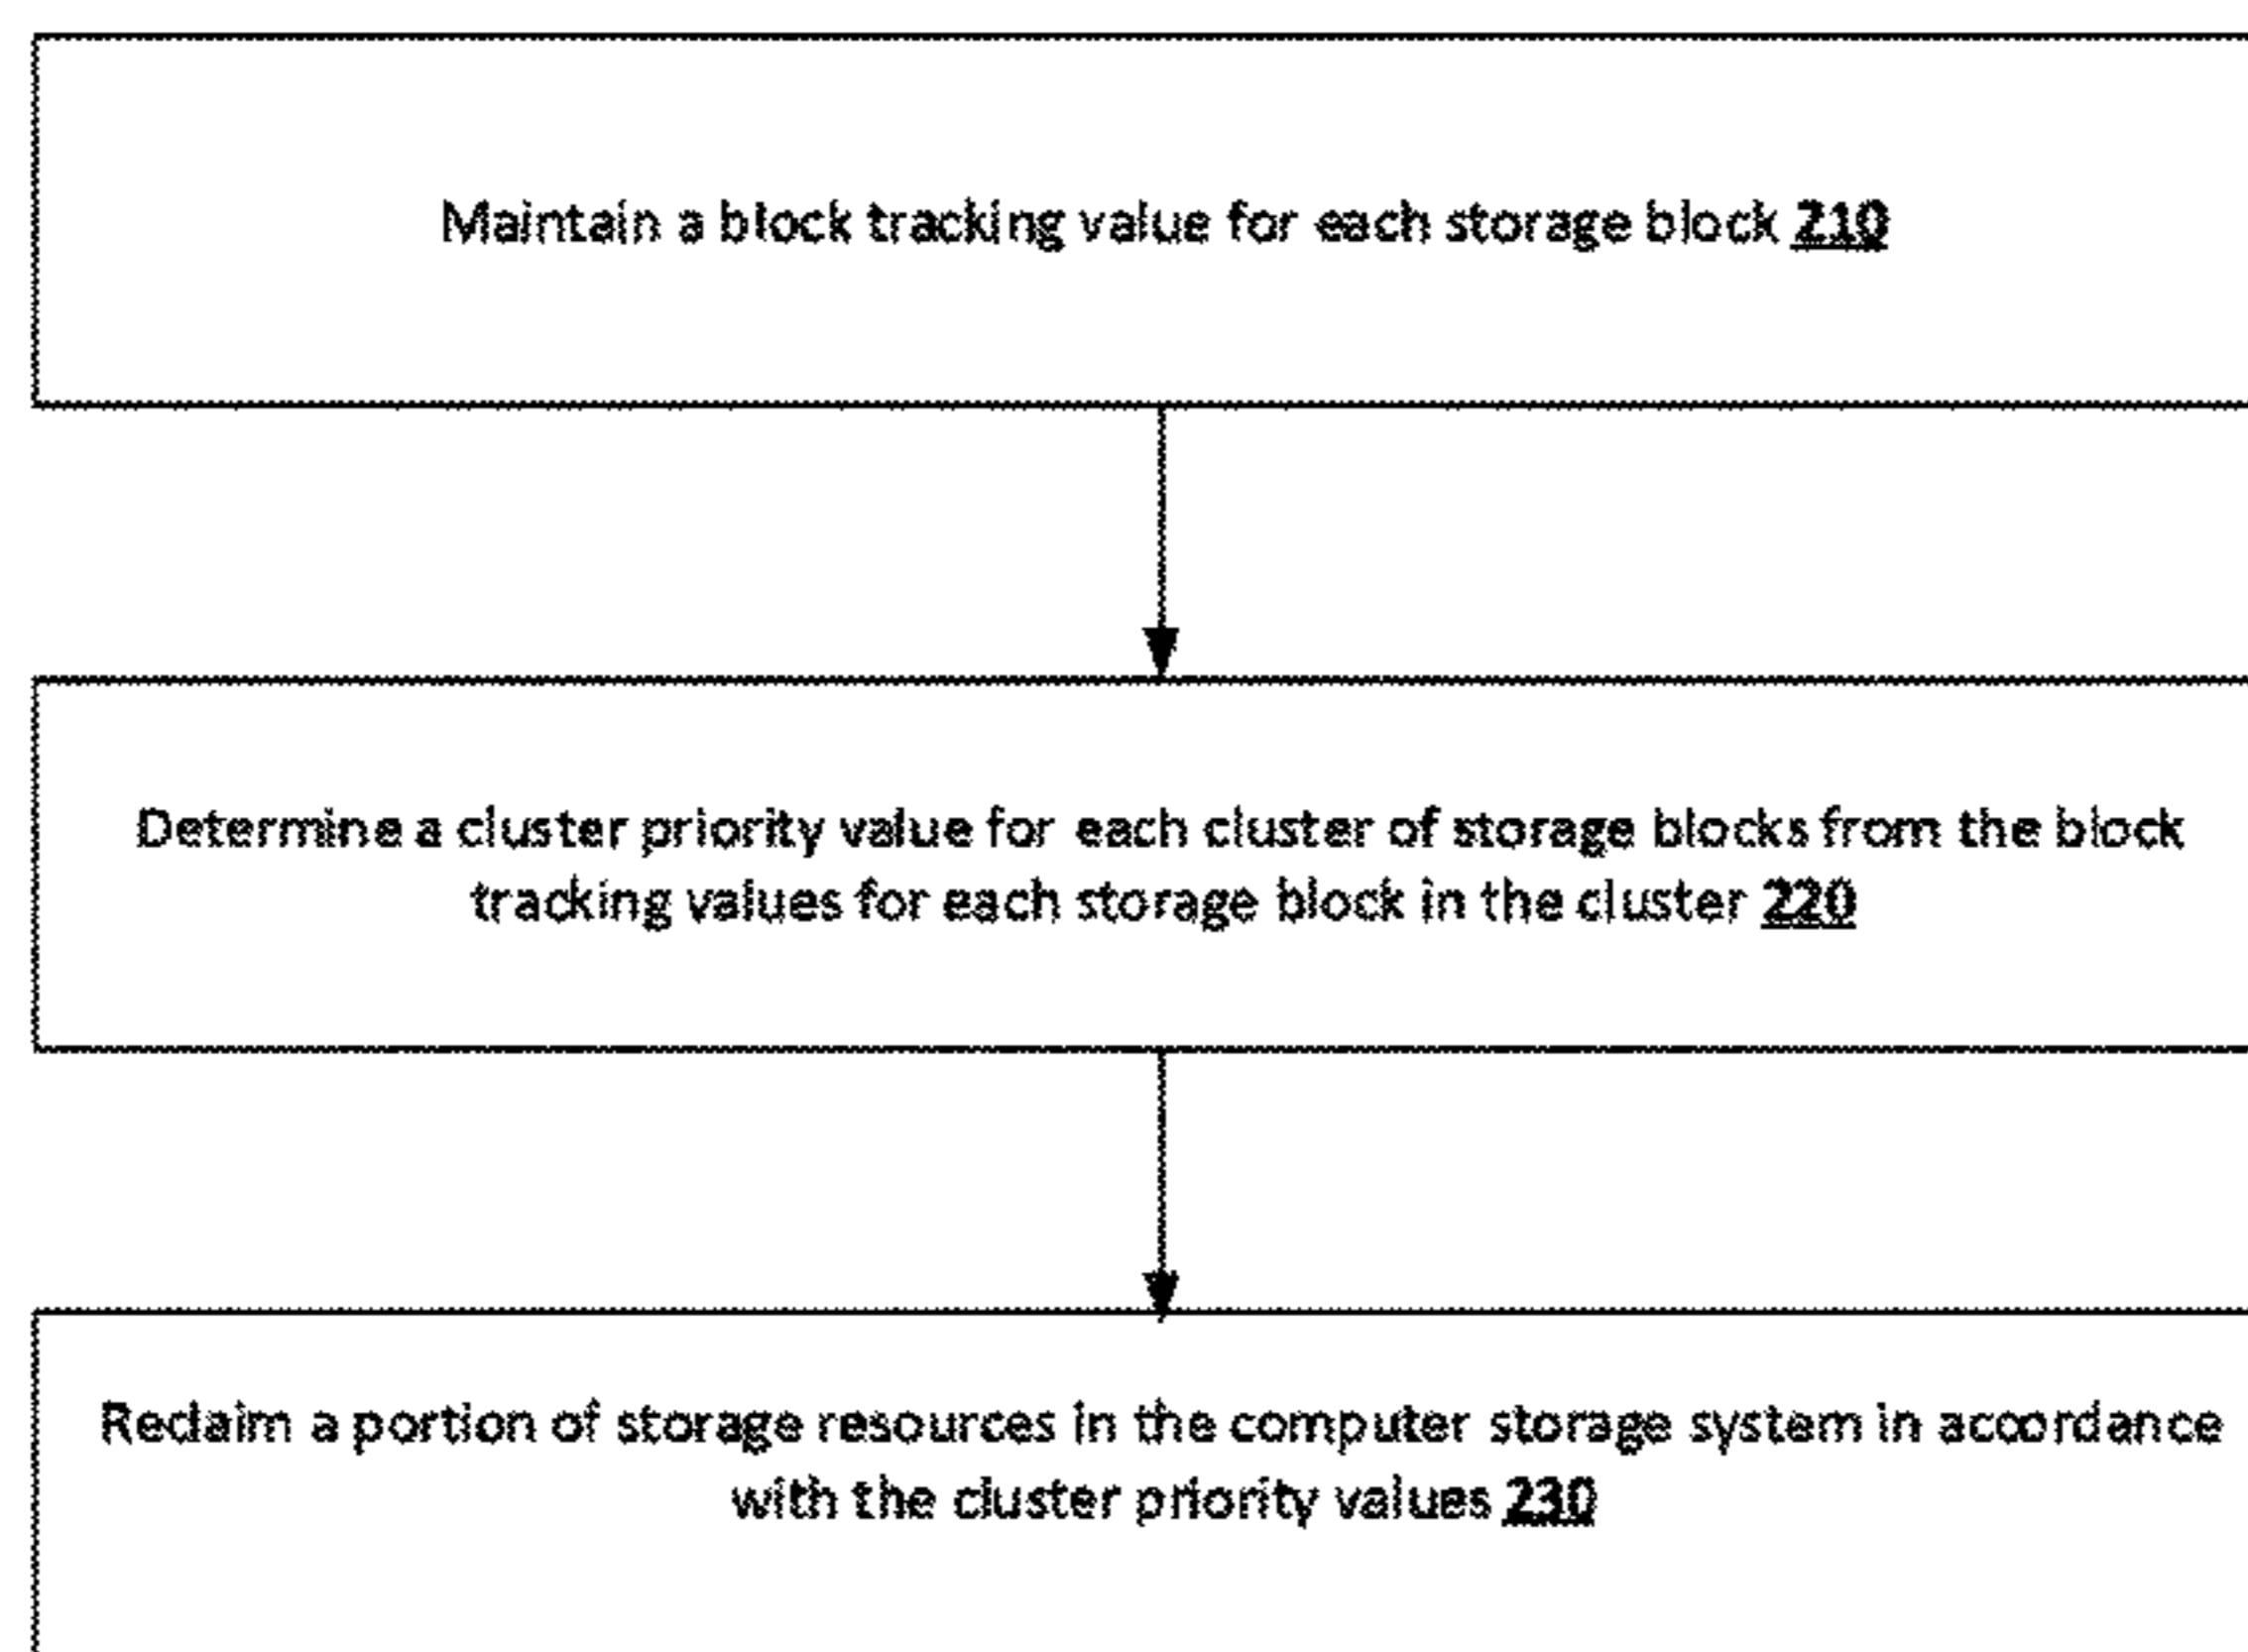 Maintain a block tracking value for each storage block 210
Determine a cluster priority value for each cluster of storage blocks from the block
tracking values for each storage block in the cluster 220
Reclaim a portion of storage resources in the computer storage system in accordance
with the cluster priority values 230